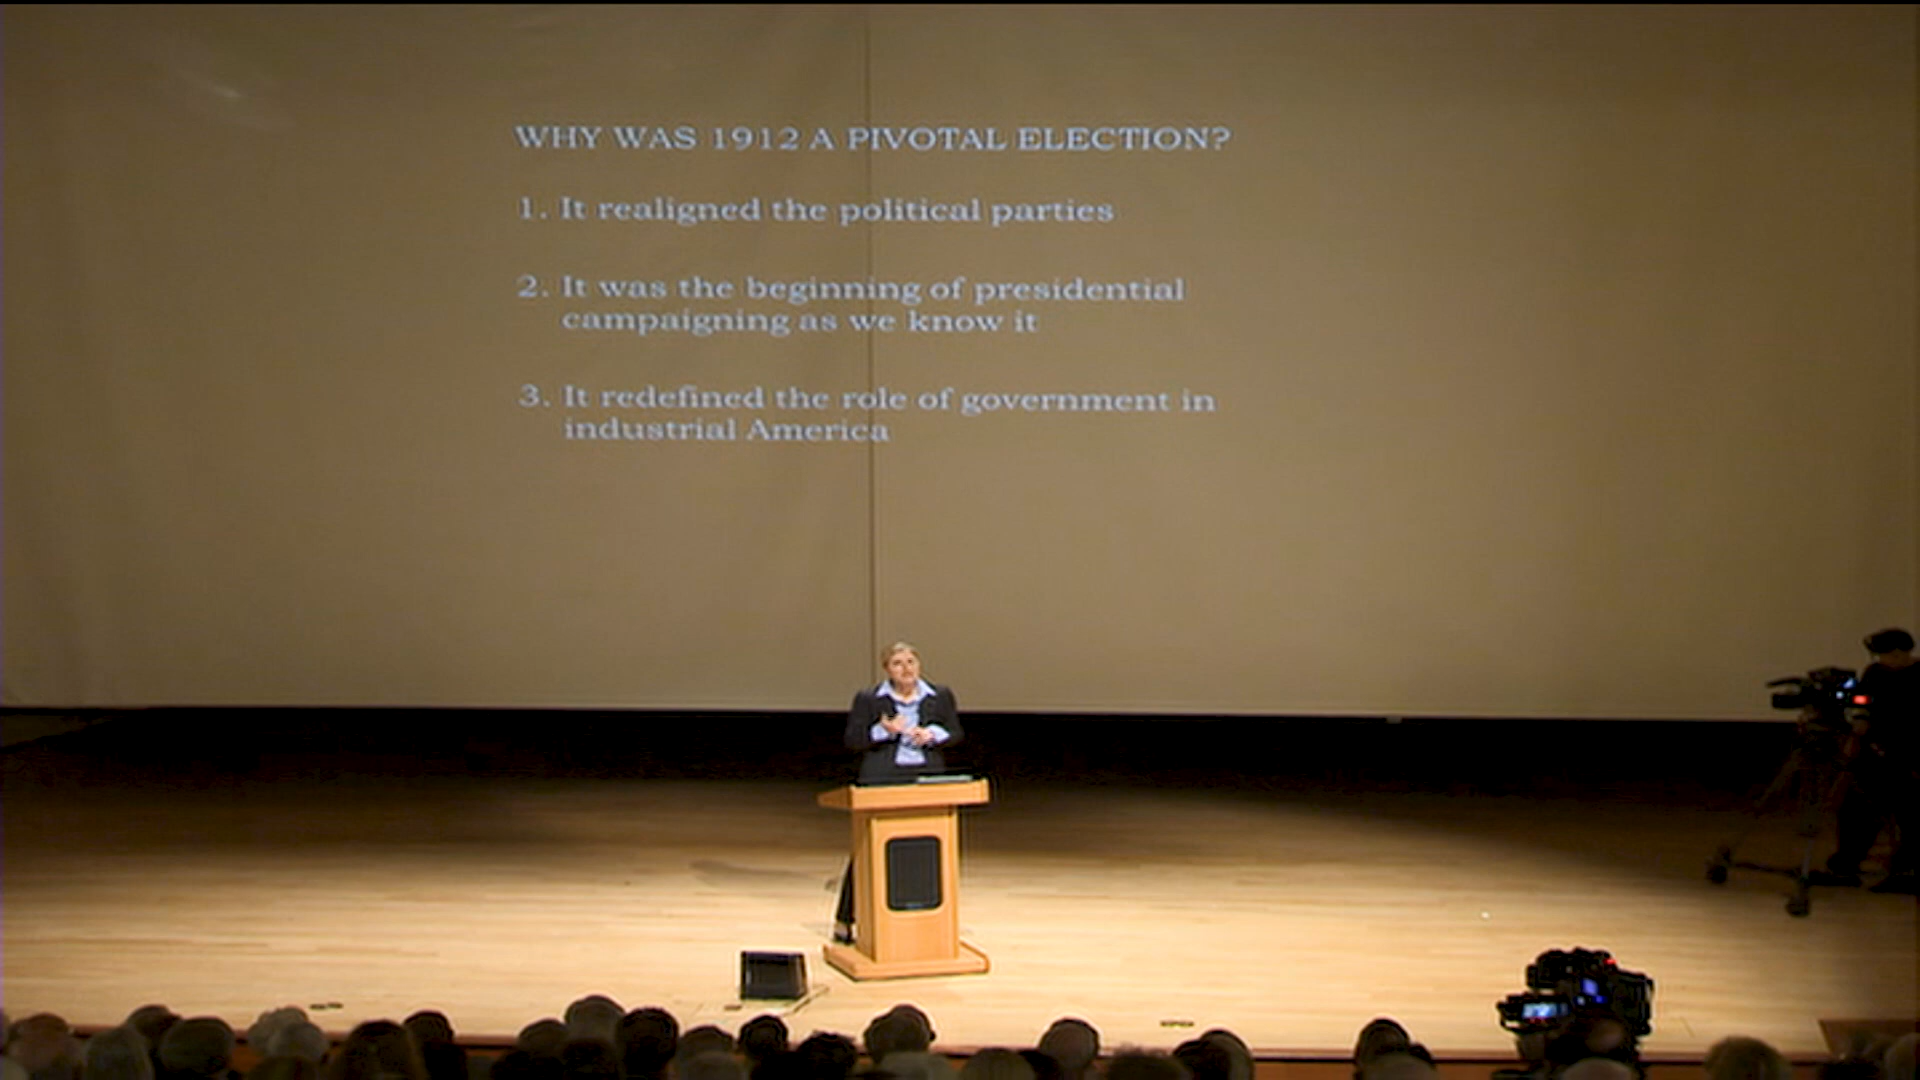 WHY WAS 1912 A PIVOTAL ELECTION?
1. It realigned the political parties
2. It was the beginning of presidential
campaigning as we know it
3. It redefined the role of government in
industrial America